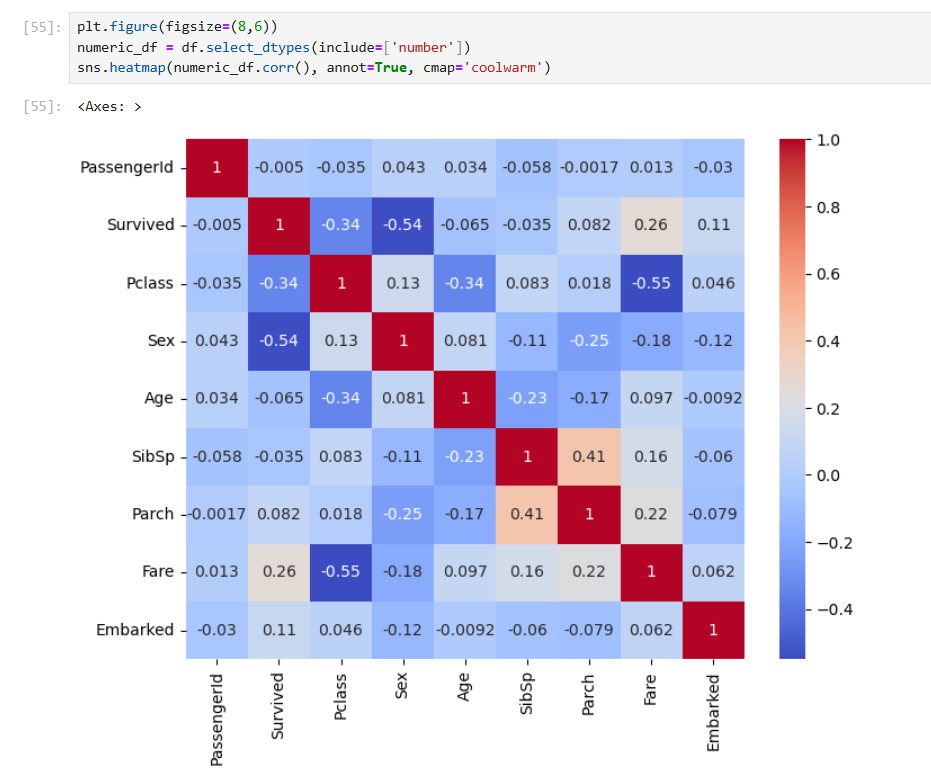 [55]: plt.figure(figsize=(8,6))
numeric_df = df.select_dtypes(include=['number'])
sns.heatmap(numeric_df.corr(), annot=True, cmap='coolwarm')
[55]: <Axes: >
PassengerId 1 -0.005 -0.035 0.043 0.034 -0.058 -0.0017 0.013 -0.03
Survived -0.005 1 -0.34 -0.54 -0.065 -0.035 0.082 0.26 0.11
Pclass -0.035 -0.34 1 0.13 -0.34 0.083 0.018 -0.55 0.046
Sex 0.043 -0.54 0.13 1 0.081 -0.11 -0.25 -0.18 -0.12
Age 0.034 -0.065 -0.34 0.081 1 -0.23 -0.17 0.097 -0.0092
SibSp -0.058 -0.035 0.083 -0.11 -0.23 1 0.41 0.16 -0.06
Parch -0.0017 0.082 0.018 -0.25 -0.17 0.41 1 0.22 -0.079
Fare 0.013 0.26 -0.55 -0.18 0.097 0.16 0.22 1 0.062
Embarked -0.03 0.11 0.046 -0.12 -0.0092 -0.06 -0.079 0.062 1
PassengerId Survived Pclass Sex Age SibSp Parch Fare Embarked
1.0
0.8
0.6
0.4
0.2
0.0
−0.2
−0.4